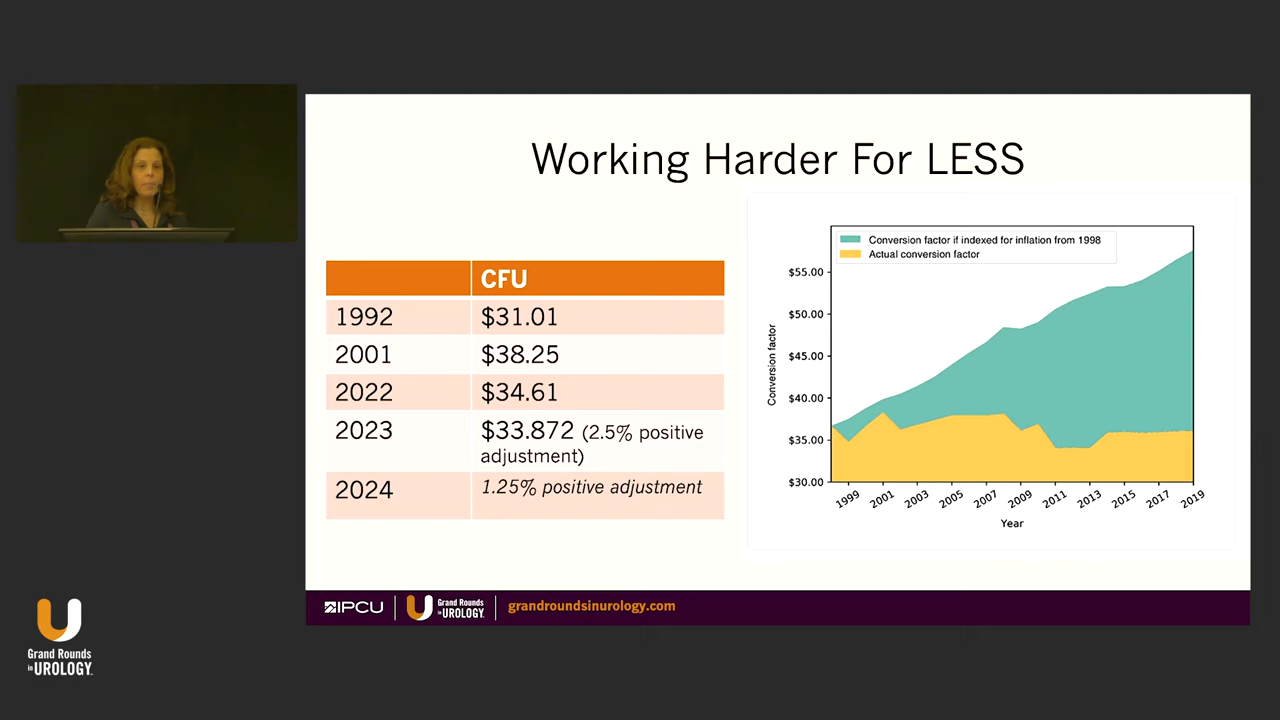 Working Harder For LESS
CFU
1992 $31.01
2001 $38.25
2022 $34.61
2023 $33.872 (2.5% positive
adjustment)
2024 1.25% positive adjustment
Conversion factor if indexed for inflation from 1998
Actual conversion factor
Conversion factor
$55.00
$50.00
$45.00
$40.00
$35.00
$30.00
1999 2001 2003 2005 2007 2009 2011 2013 2015 2017 2019
Year
IPCU
Grand Rounds
in UROLOGY
grandroundsinurology.com
Grand Rounds
in UROLOGY